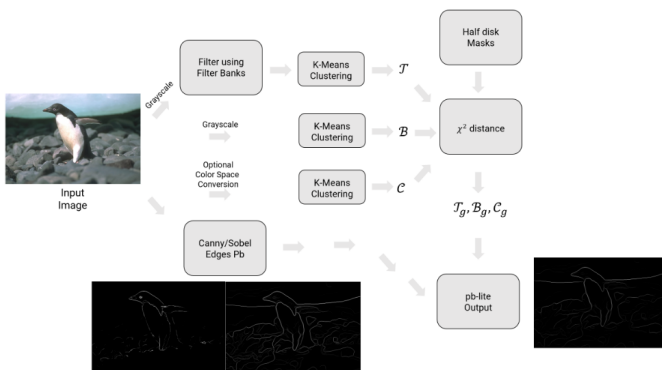 Half disk
Masks
Filter using
Filter Banks
K-Means
Clustering
𝒯
Grayscale
Grayscale
K-Means
Clustering
ℬ
χ² distance
Optional
Color Space
Conversion
K-Means
Clustering
𝒞
Input
Image
𝒯g, ℬg, 𝒞g
Canny/Sobel
Edges Pb
pb-lite
Output